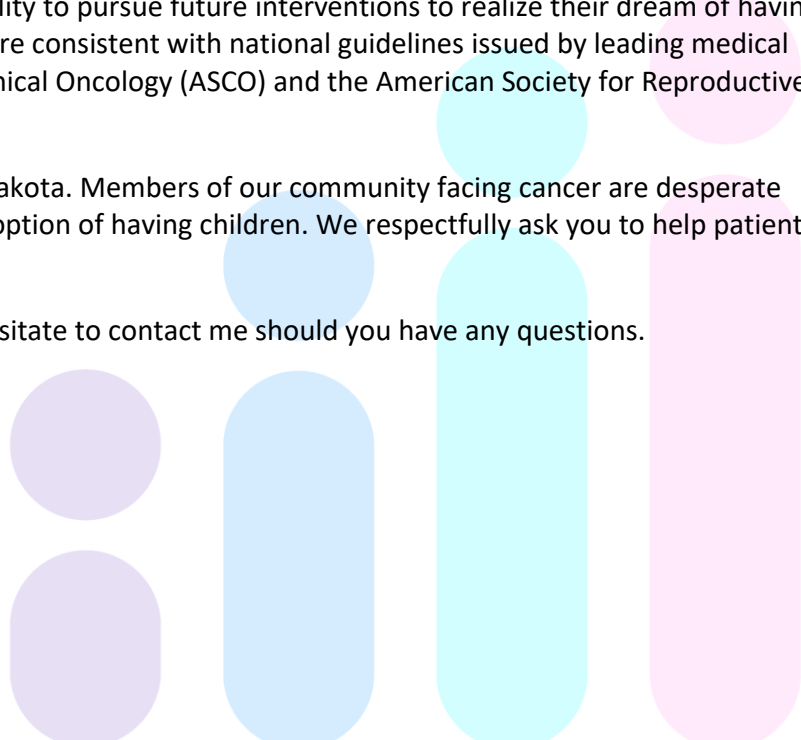 lity to pursue future interventions to realize their dream of havin
re consistent with national guidelines issued by leading medical
nical Oncology (ASCO) and the American Society for Reproductive
akota. Members of our community facing cancer are desperate
option of having children. We respectfully ask you to help patient
sitate to contact me should you have any questions.